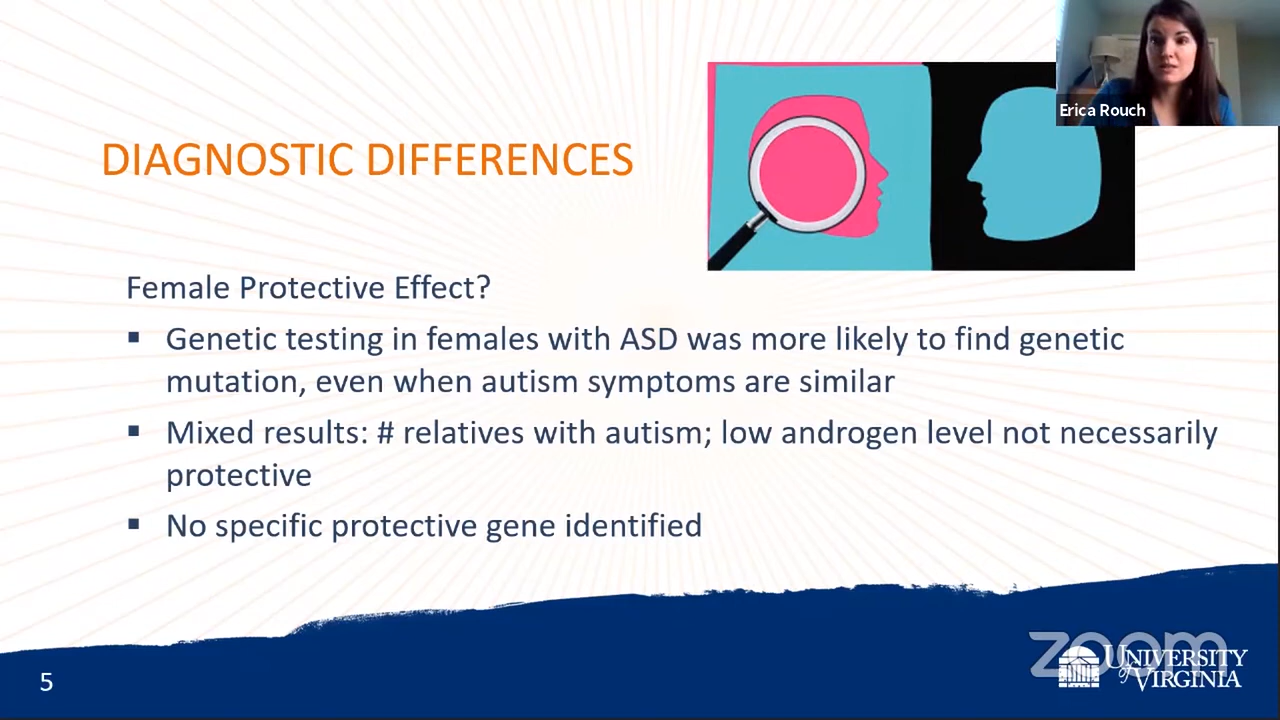 Erica Rouch
DIAGNOSTIC DIFFERENCES
Female Protective Effect?
▪ Genetic testing in females with ASD was more likely to find genetic
mutation, even when autism symptoms are similar
▪ Mixed results: # relatives with autism; low androgen level not necessarily
protective
▪ No specific protective gene identified
5
zoom
UNIVERSITY
of VIRGINIA